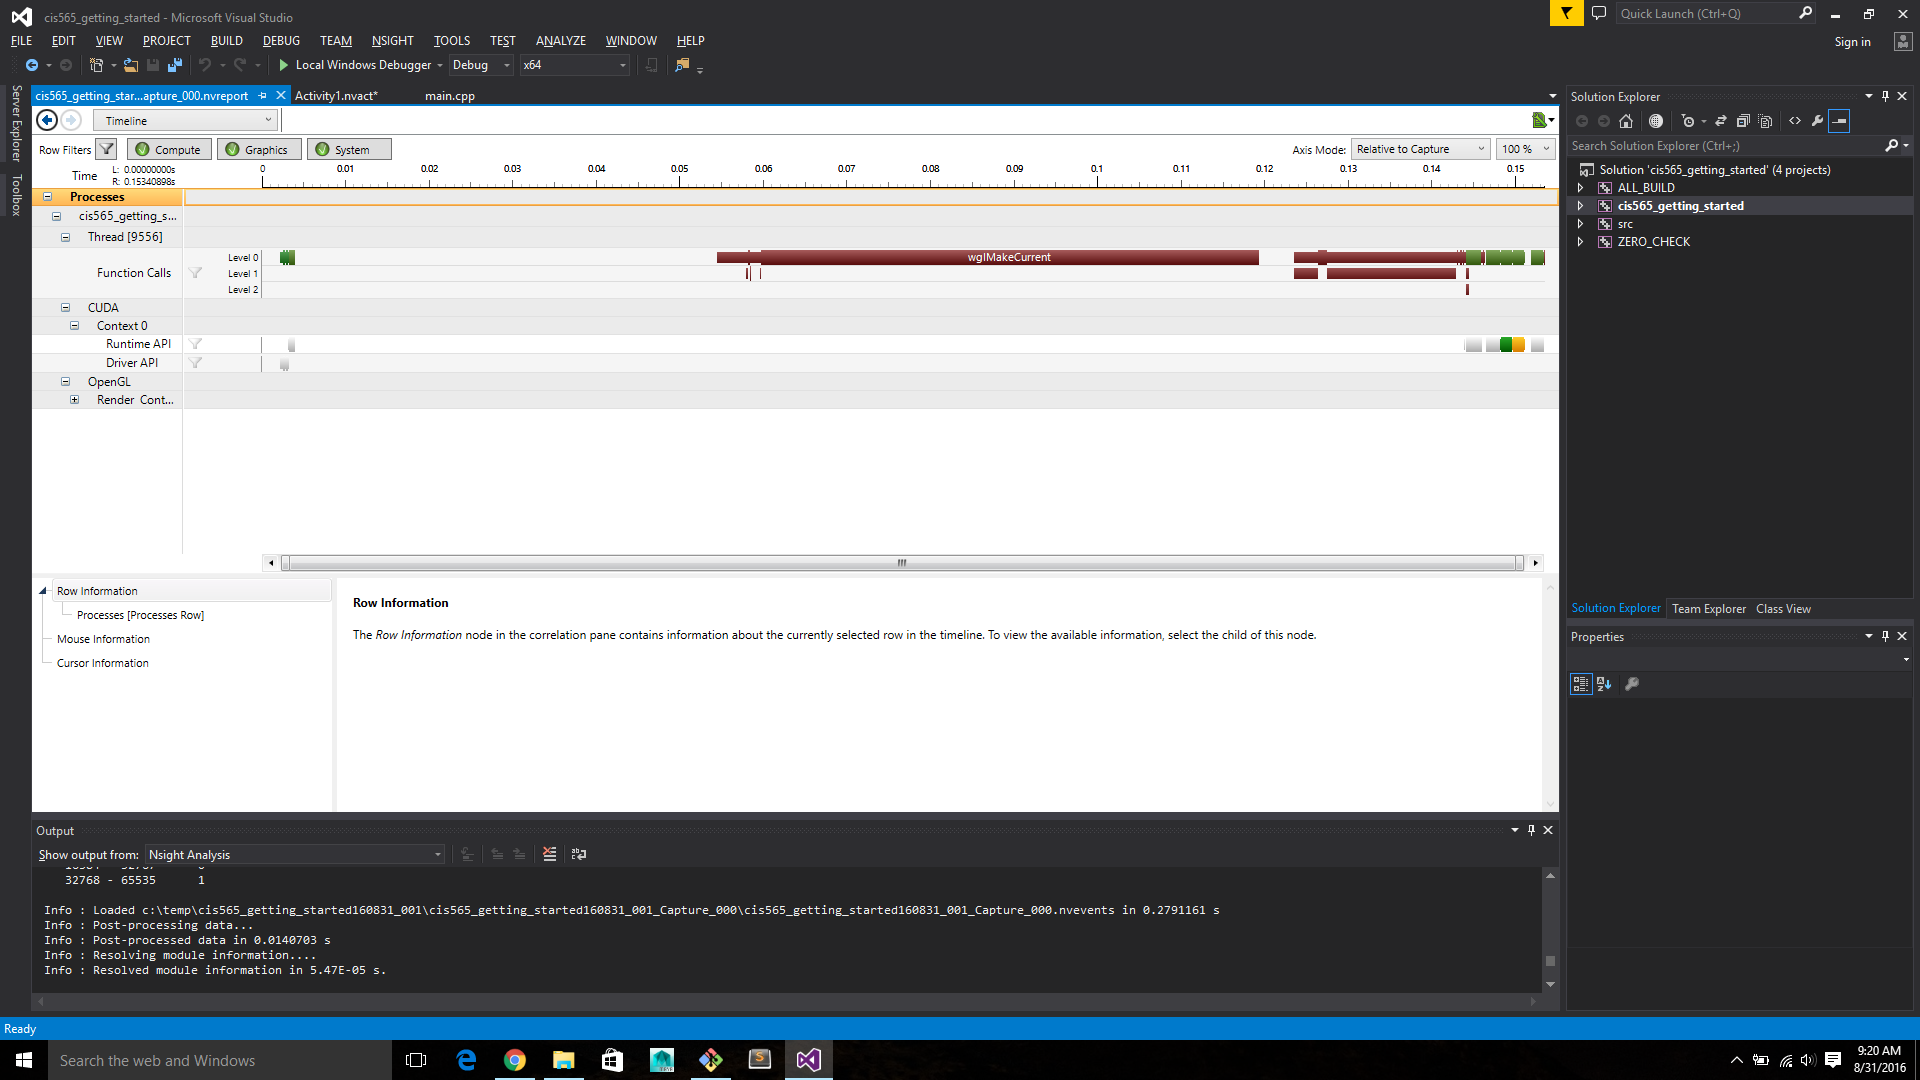 cis565_getting_started - Microsoft Visual Studio
Quick Launch (Ctrl+Q)
FILE EDIT VIEW PROJECT BUILD DEBUG TEAM NSIGHT TOOLS TEST ANALYZE WINDOW HELP
Sign in
Local Windows Debugger Debug x64
Server Explorer
Toolbox
cis565_getting_star...apture_000.nvreport Activity1.nvact* main.cpp
Timeline
Row Filters Compute Graphics System Axis Mode: Relative to Capture 100 %
Time L: 0.00000000s
R: 0.15340898s
0 0.01 0.02 0.03 0.04 0.05 0.06 0.07 0.08 0.09 0.1 0.11 0.12 0.13 0.14 0.15
Processes
cis565_getting_s...
Thread [9556]
Function Calls
Level 0
wglMakeCurrent
Level 1
Level 2
CUDA
Context 0
Runtime API
Driver API
OpenGL
Render Cont...
Row Information
Processes [Processes Row]
Mouse Information
Cursor Information
Row Information
The Row Information node in the correlation pane contains information about the currently selected row in the timeline. To view the available information, select the child of this node.
Output
Show output from: Nsight Analysis
32768 - 65535 1
Info : Loaded c:\temp\cis565_getting_started160831_001\cis565_getting_started160831_001_Capture_000\cis565_getting_started160831_001_Capture_000.nvevents in 0.2791161 s
Info : Post-processing data...
Info : Post-processed data in 0.0140703 s
Info : Resolving module information....
Info : Resolved module information in 5.47E-05 s.
Solution Explorer
Search Solution Explorer (Ctrl+;)
Solution 'cis565_getting_started' (4 projects)
ALL_BUILD
cis565_getting_started
src
ZERO_CHECK
Solution Explorer Team Explorer Class View
Properties
Ready
Search the web and Windows
9:20 AM
8/31/2016